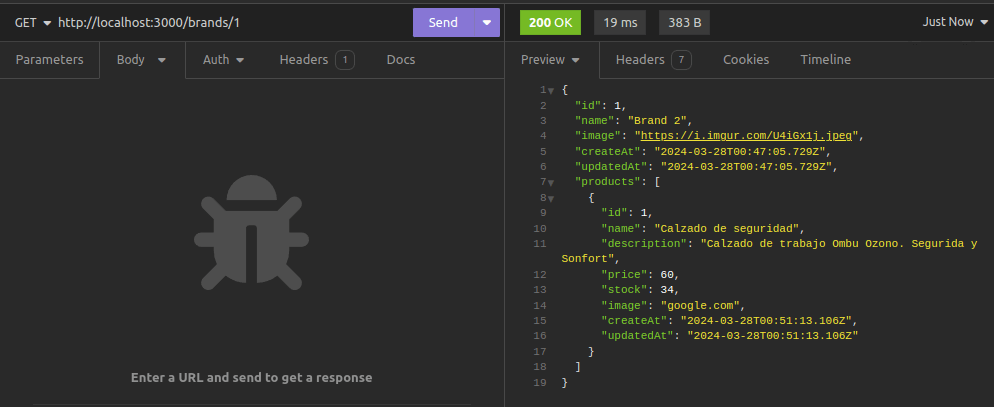 GET http://localhost:3000/brands/1 Send
200 OK 19 ms 383 B Just Now
Parameters Body Auth Headers 1 Docs
Enter a URL and send to get a response
Preview Headers 7 Cookies Timeline
1 {
2 "id": 1,
3 "name": "Brand 2",
4 "image": "https://i.imgur.com/U4iGx1j.jpeg",
5 "createAt": "2024-03-28T00:47:05.729Z",
6 "updatedAt": "2024-03-28T00:47:05.729Z",
7 "products": [
8 {
9 "id": 1,
10 "name": "Calzado de seguridad",
11 "description": "Calzado de trabajo Ombu Ozono. Segurida y
Sonfort",
12 "price": 60,
13 "stock": 34,
14 "image": "google.com",
15 "createAt": "2024-03-28T00:51:13.106Z",
16 "updatedAt": "2024-03-28T00:51:13.106Z"
17 }
18 ]
19 }